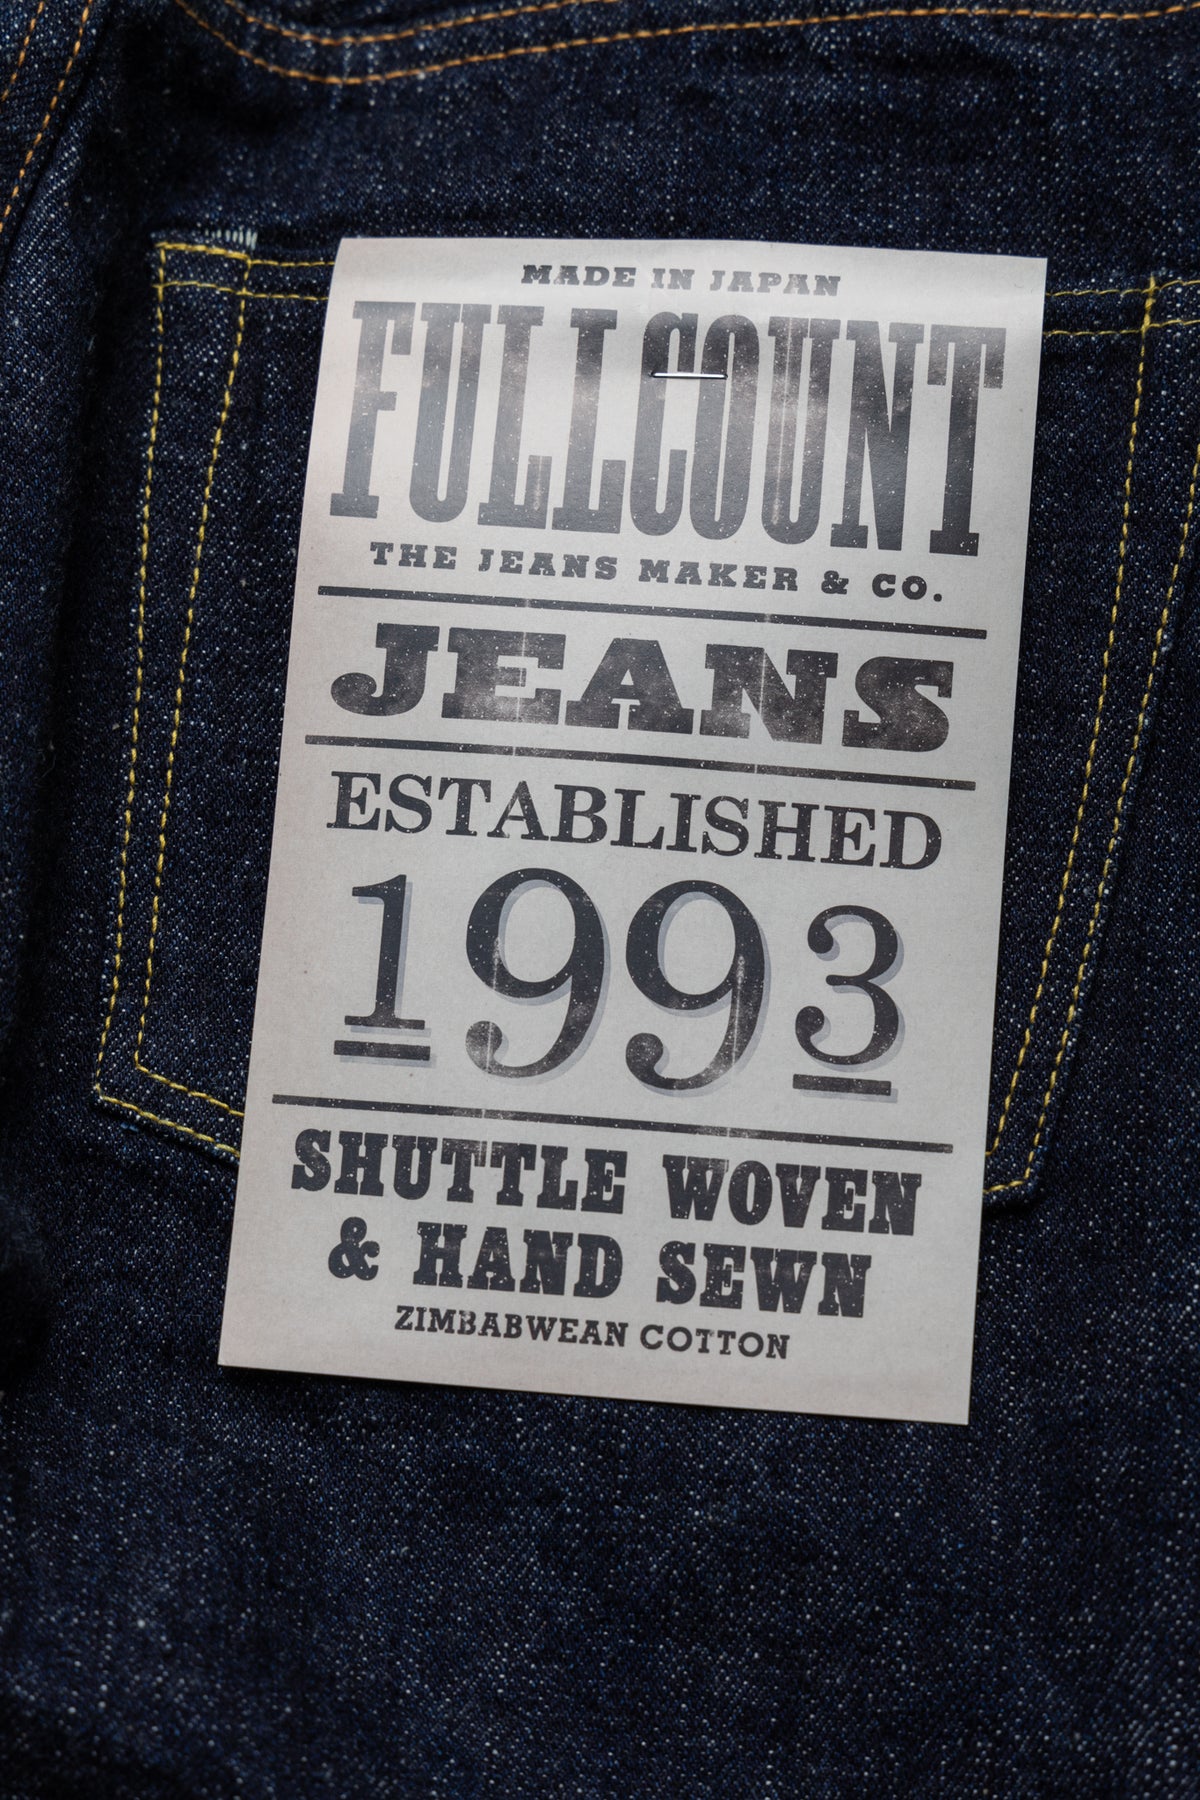 MADE IN JAPAN
FULLCOUNT
THE JEANS MAKER & CO.
JEANS
ESTABLISHED
1993
SHUTTLE WOVEN
& HAND SEWN
ZIMBABWEAN COTTON